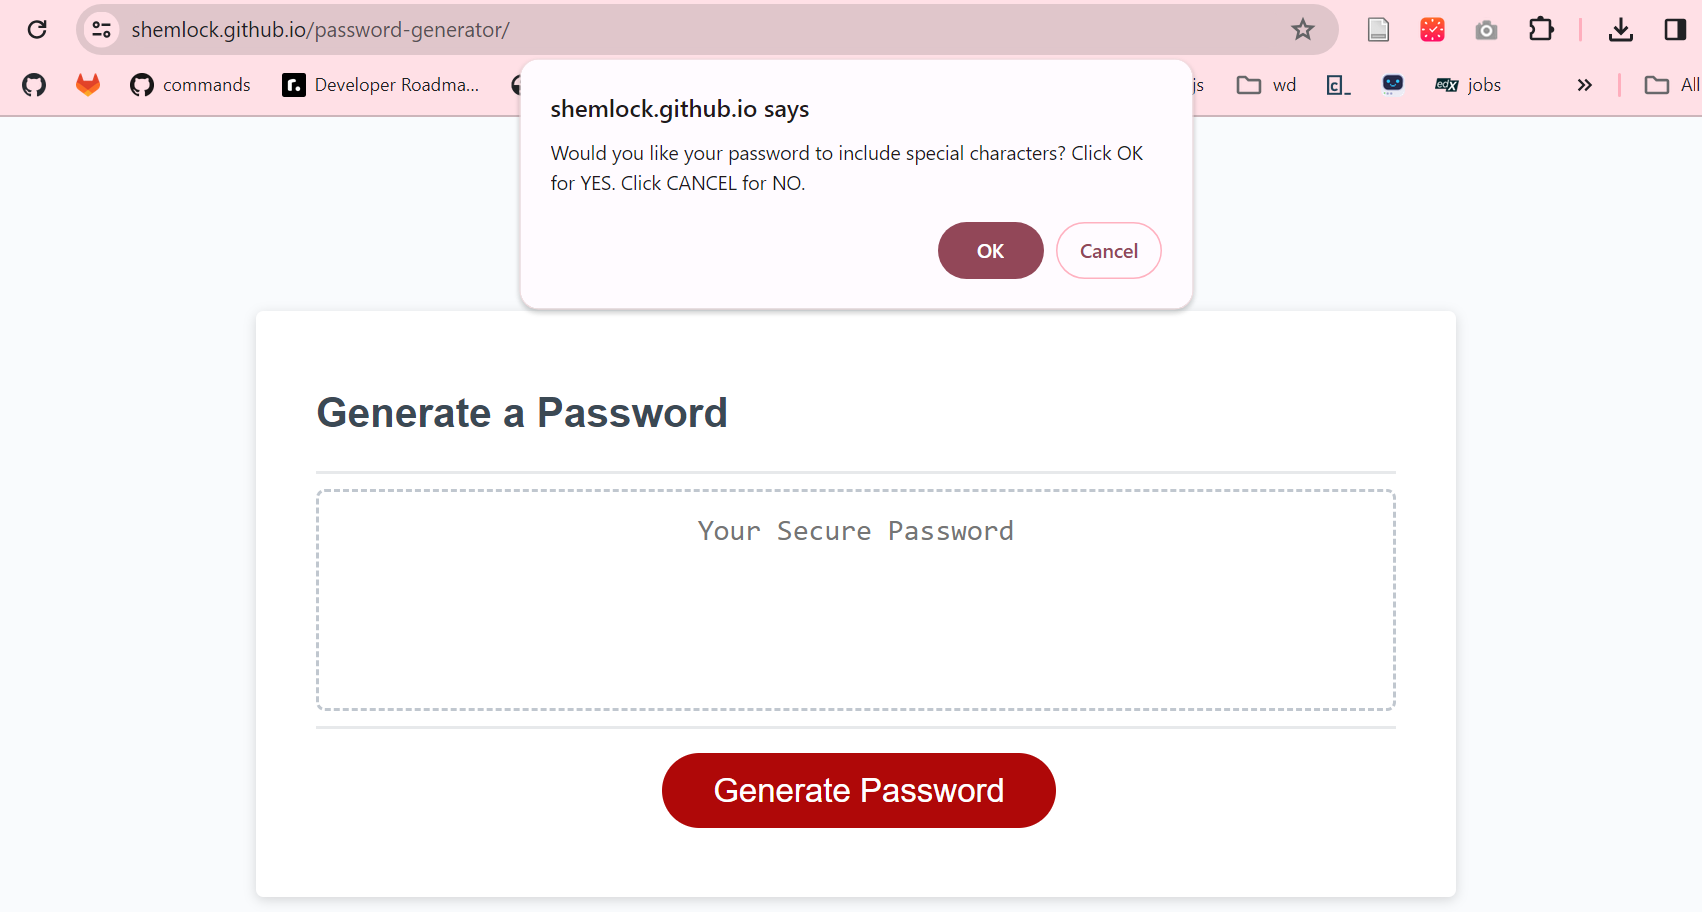 shemlock.github.io/password-generator/
commands
Developer Roadma...
js
wd
c_
edX jobs
All
shemlock.github.io says
Would you like your password to include special characters? Click OK
for YES. Click CANCEL for NO.
OK
Cancel
Generate a Password
Your Secure Password
Generate Password